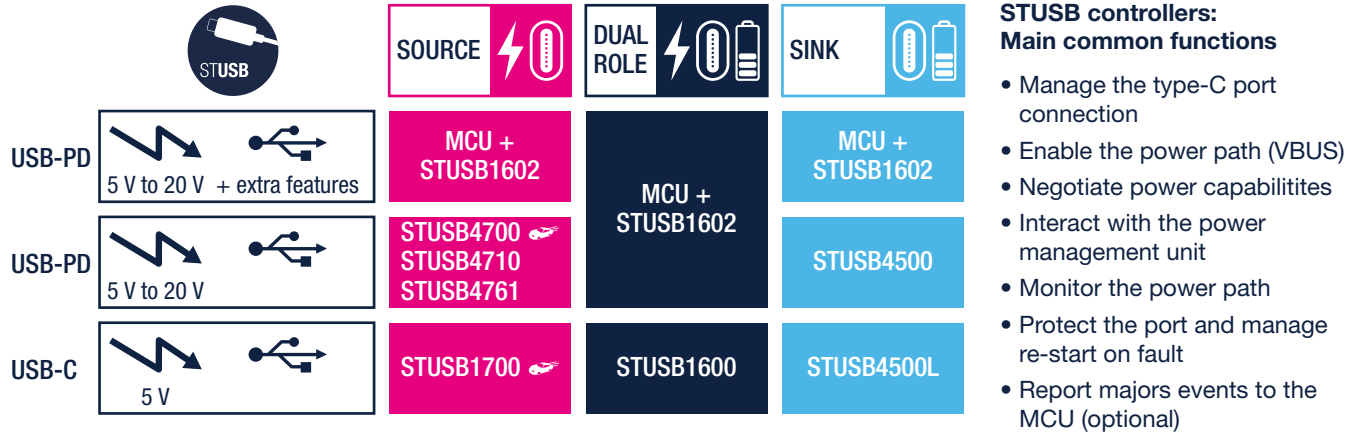 STUSB
SOURCE
DUAL
ROLE
SINK
USB-PD
5 V to 20 V + extra features
MCU +
STUSB1602
MCU +
STUSB1602
MCU +
STUSB1602
USB-PD
5 V to 20 V
STUSB4700
STUSB4710
STUSB4761
STUSB4500
USB-C
5 V
STUSB1700
STUSB1600
STUSB4500L
STUSB controllers:
Main common functions
• Manage the type-C port
connection
• Enable the power path (VBUS)
• Negotiate power capabilitites
• Interact with the power
management unit
• Monitor the power path
• Protect the port and manage
re-start on fault
• Report majors events to the
MCU (optional)